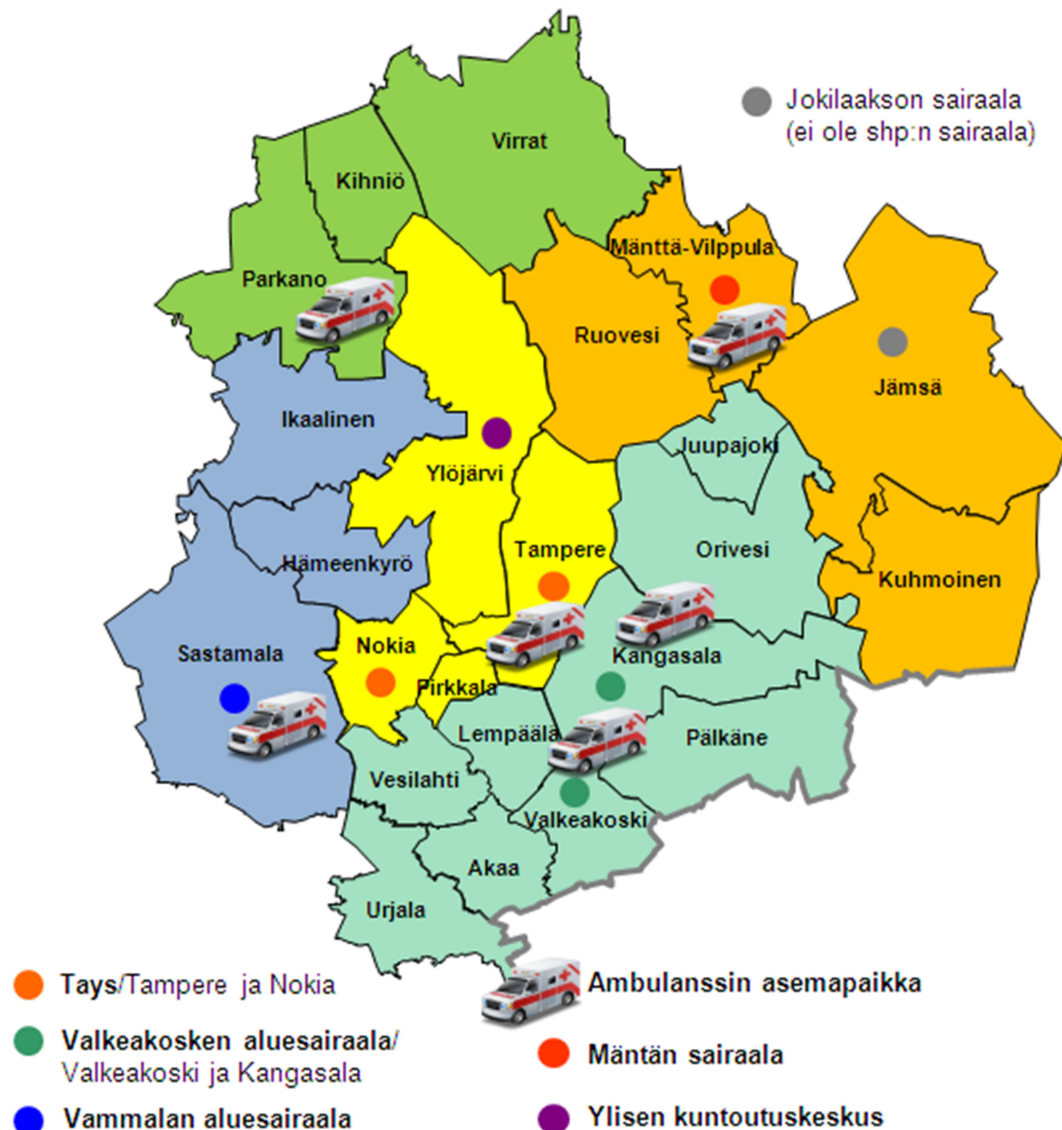 Jokilaakson sairaala
(ei ole shp:n sairaala)
Virrat
Kihniö
Mänttä-Vilppula
Parkano
Ruovesi
Jämsä
Ikaalinen
Juupajoki
Ylöjärvi
Tampere
Orivesi
Hämeenkyrö
Kuhmoinen
Nokia
Sastamala
Kangasala
Pirkkala
Lempäälä
Pälkäne
Vesilahti
Valkeakoski
Akaa
Urjala
Tays/Tampere ja Nokia
Ambulanssin asemapaikka
Valkeakosken aluesairaala/
Valkeakoski ja Kangasala
Mäntän sairaala
Vammalan aluesairaala
Ylisen kuntoutuskeskus